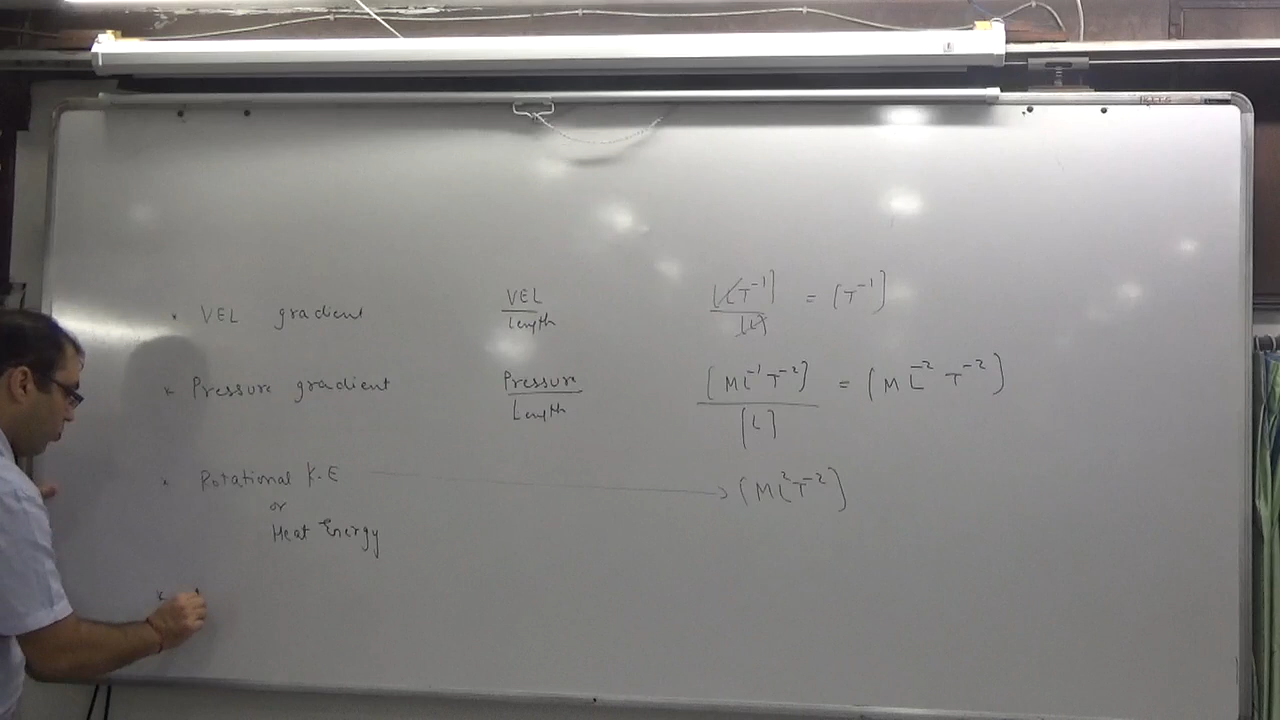 * VEL gradient VEL / Length [LT⁻¹] / [L] = [T⁻¹]
* Pressure gradient Pressure / Length [ML⁻¹T⁻²] / [L] = [ML⁻²T⁻²]
* Rotational K.E → [ML²T⁻²]
or
Heat Energy
*